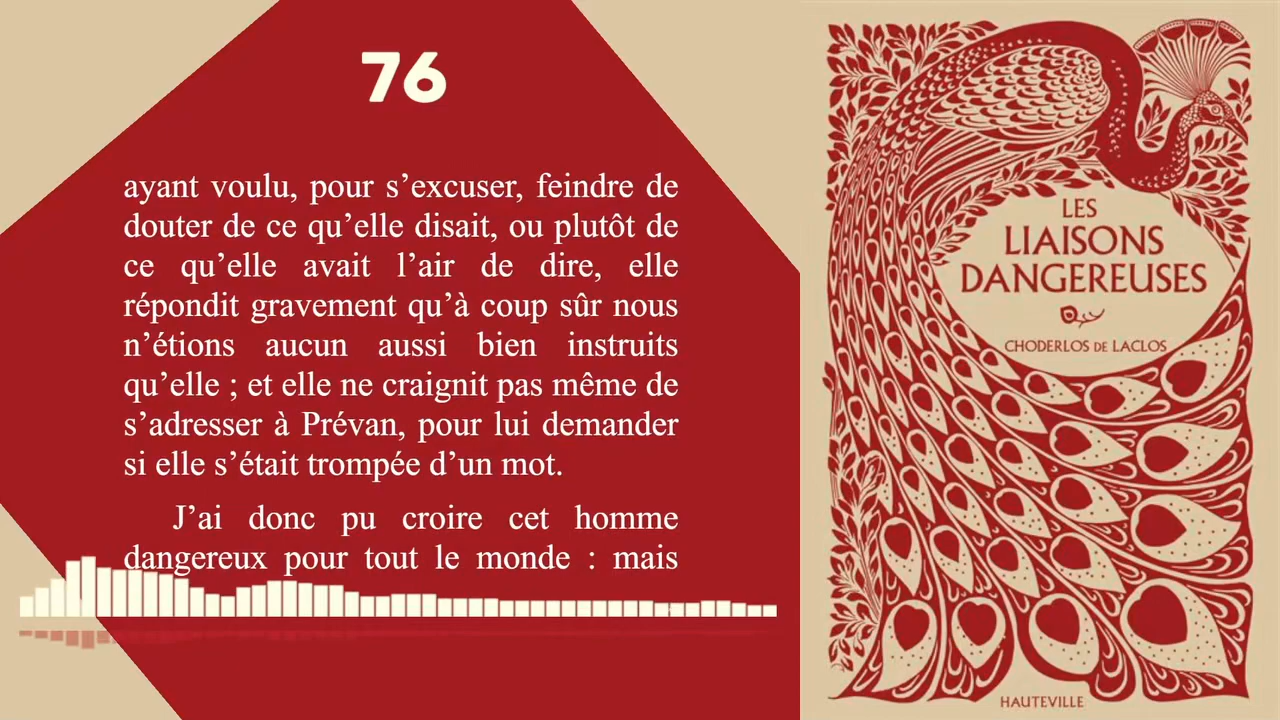 76
ayant voulu, pour s’excuser, feindre de
douter de ce qu’elle disait, ou plutôt de
ce qu’elle avait l’air de dire, elle
répondit gravement qu’à coup sûr nous
n’étions aucun aussi bien instruits
qu’elle ; et elle ne craignit pas même de
s’adresser à Prévan, pour lui demander
si elle s’était trompée d’un mot.
J’ai donc pu croire cet homme
dangereux pour tout le monde : mais
LES
LIAISONS
DANGEREUSES
CHODERLOS DE LACLOS
HAUTEVILLE